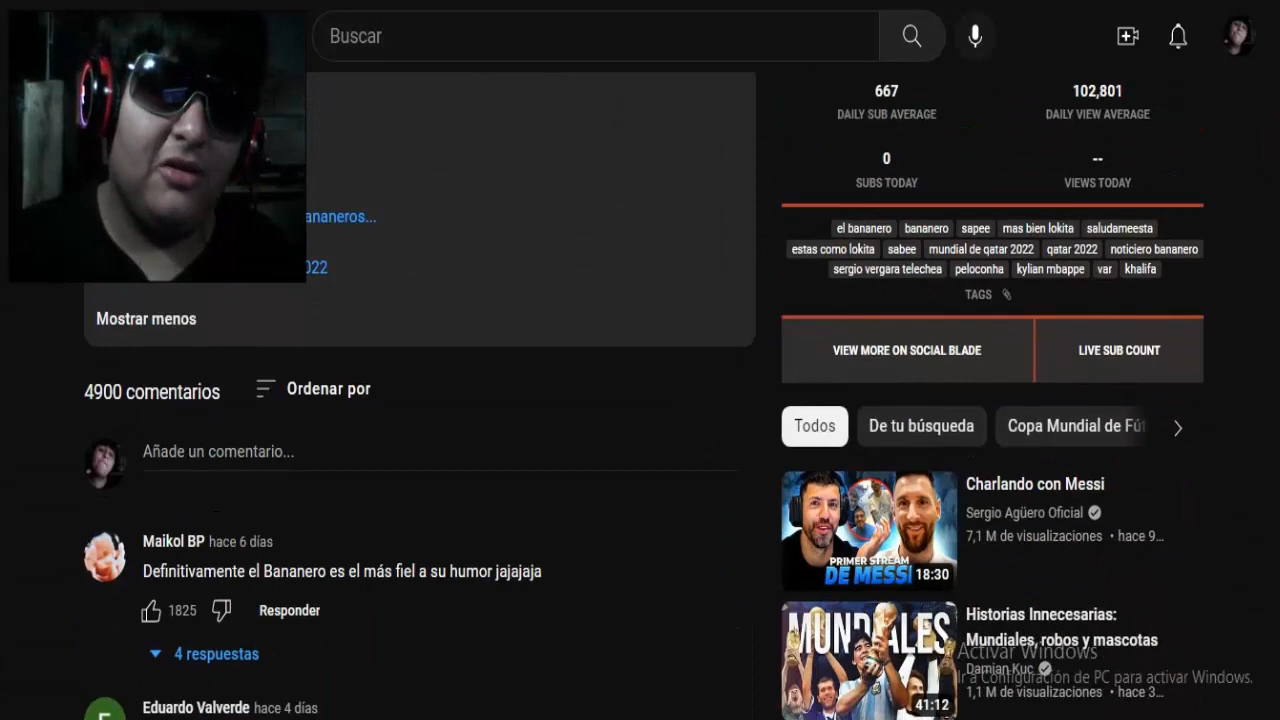 Buscar
667
102,801
DAILY SUB AVERAGE
DAILY VIEW AVERAGE
0
--
SUBS TODAY
VIEWS TODAY
ananeros...
022
Mostrar menos
el bananero bananero sapee mas bien lokita saludameesta
estas como lokita sabee mundial de qatar 2022 qatar 2022 noticiero bananero
sergio vergara telechea peloconha kylian mbappe var khalifa
TAGS
VIEW MORE ON SOCIAL BLADE
LIVE SUB COUNT
4900 comentarios
Ordenar por
Añade un comentario...
Maikol BP hace 6 días
Definitivamente el Bananero es el más fiel a su humor jajajaja
1825
Responder
4 respuestas
E
Eduardo Valverde hace 4 días
Todos
De tu búsqueda
Copa Mundial de Fút
PRIMER STREAM
DE MESSI
18:30
Charlando con Messi
Sergio Agüero Oficial
7,1 M de visualizaciones • hace 9...
MUNDIALES
41:12
Historias Innecesarias:
Mundiales, robos y mascotas
Damian Kuc
1,1 M de visualizaciones • hace 3...
Activar Windows
Ir a Configuración de PC para activar Windows.